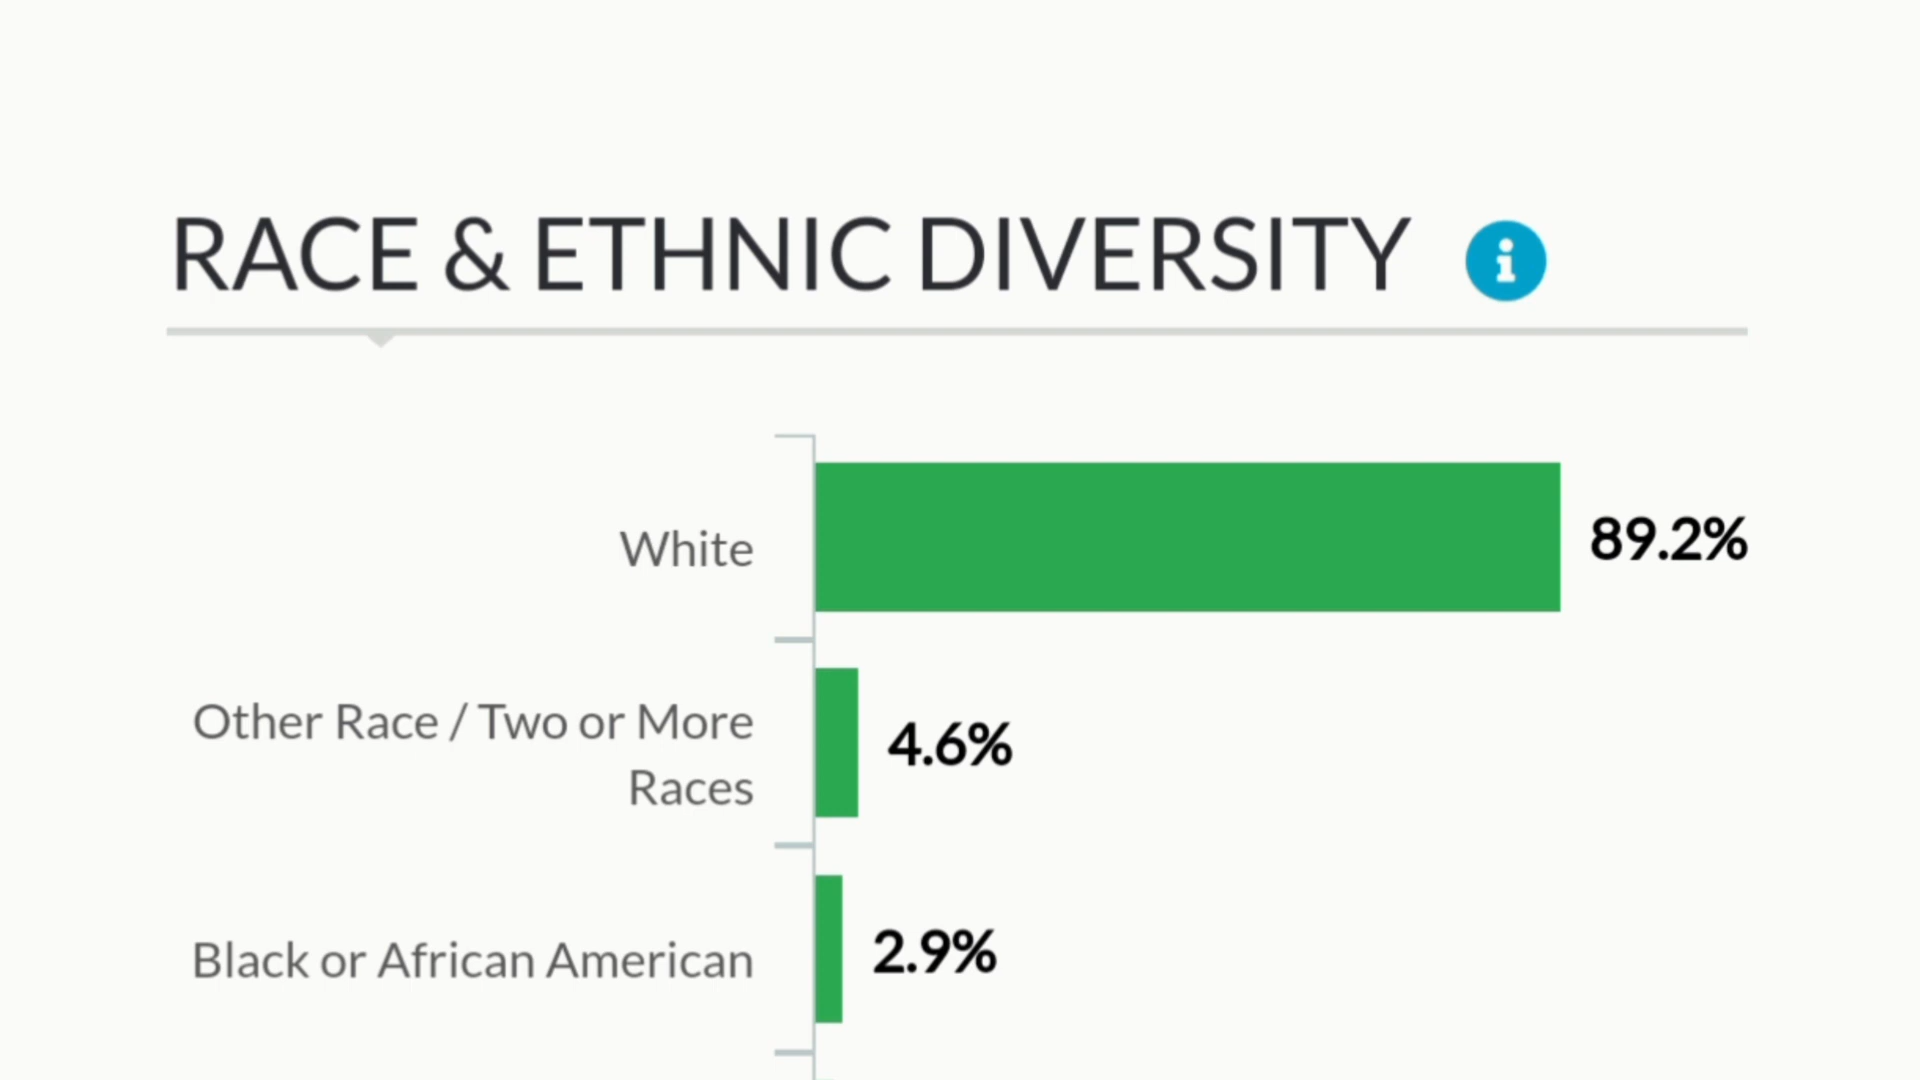 RACE & ETHNIC DIVERSITY
White
89.2%
Other Race / Two or More
Races
4.6%
Black or African American
2.9%